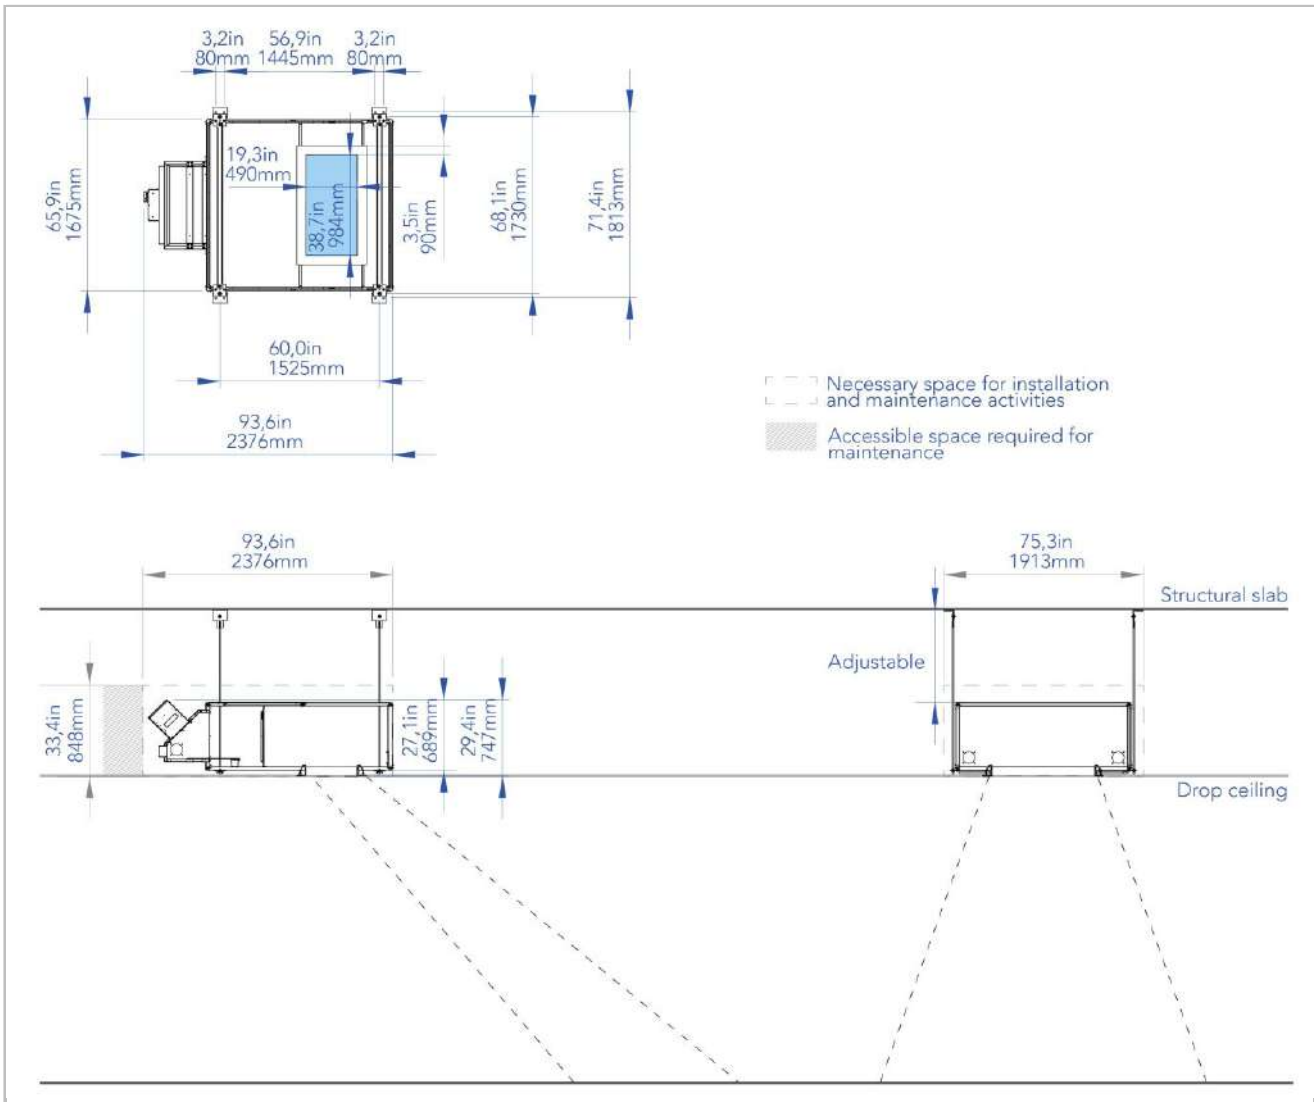 3,2in
80mm
56,9in
1445mm
3,2in
80mm
65,9in
1675mm
19,3in
490mm
38,7in
984mm
3,5in
90mm
68,1in
1730mm
71,4in
1813mm
60,0in
1525mm
93,6in
2376mm
Necessary space for installation
and maintenance activities
Accessible space required for
maintenance
93,6in
2376mm
75,3in
1913mm
Structural slab
Adjustable
33,4in
848mm
27,1in
689mm
29,4in
747mm
Drop ceiling